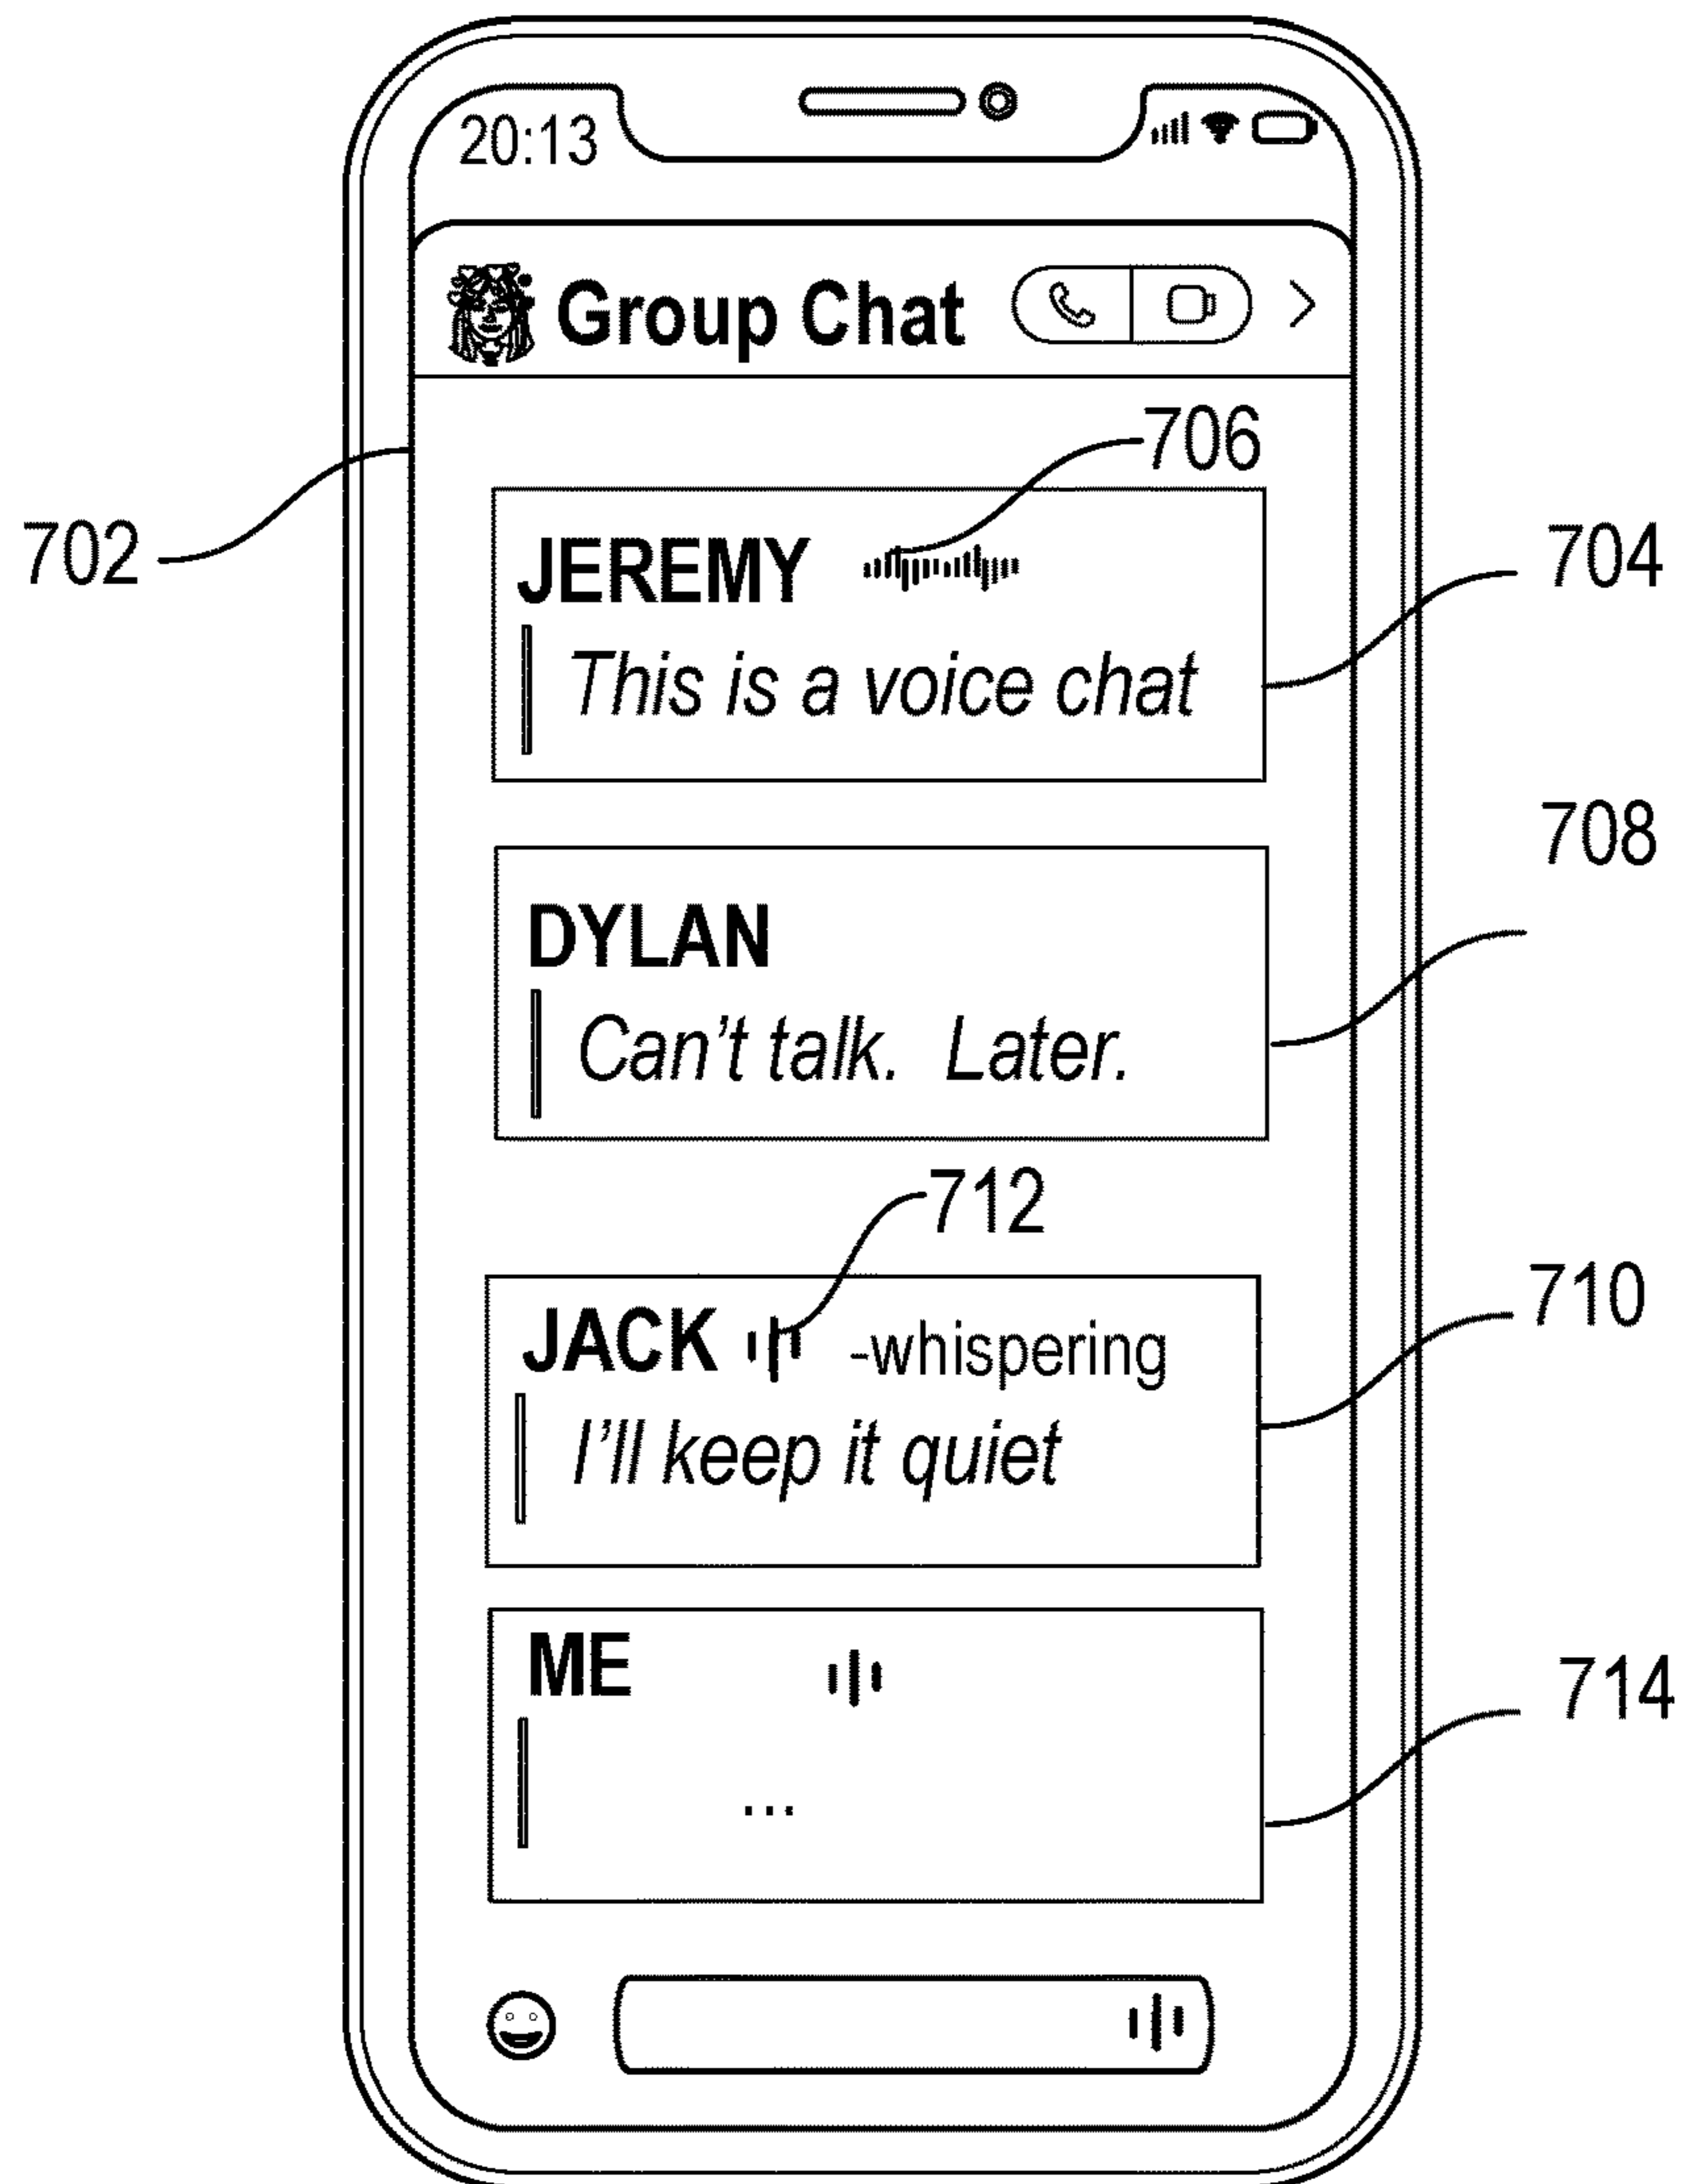 20:13
Group Chat
706
702
JEREMY
704
This is a voice chat
708
DYLAN
Can't talk.  Later.
712
710
JACK -whispering
I'll keep it quiet
ME
714
...